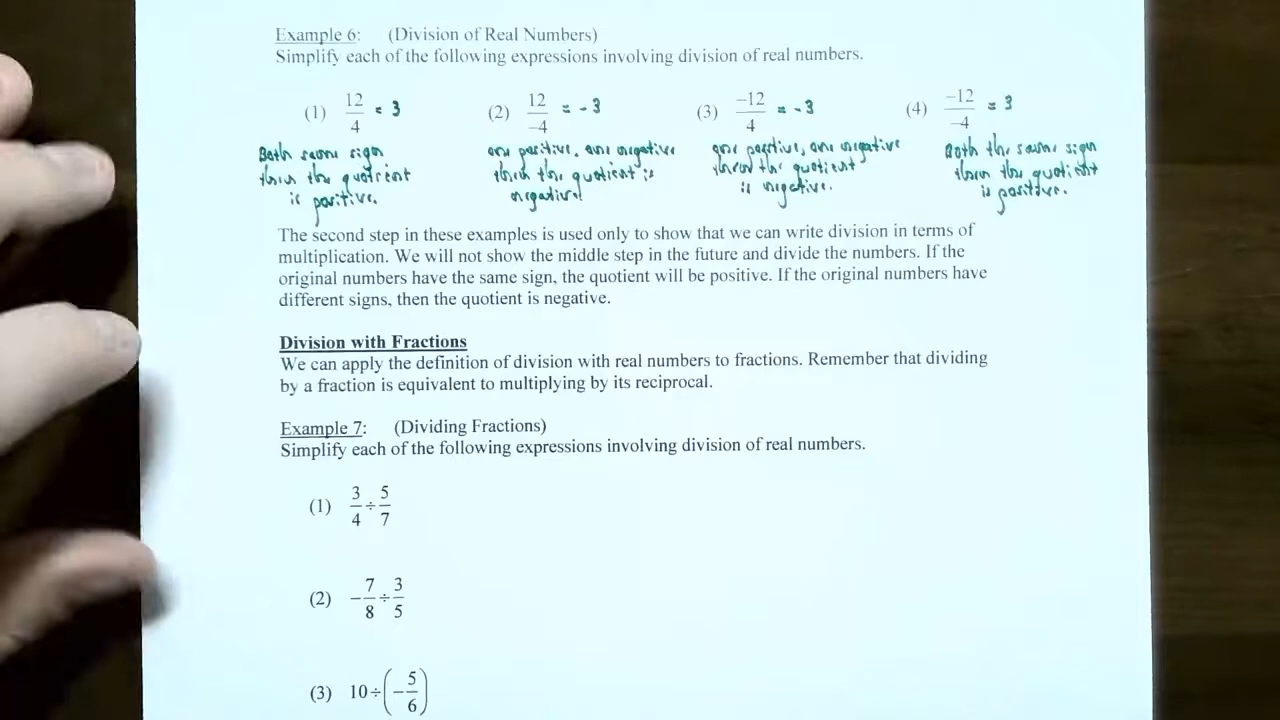 Example 6: (Division of Real Numbers)
Simplify each of the following expressions involving division of real numbers.
(1) 12/4 = 3 (2) 12/-4 = -3 (3) -12/4 = -3 (4) -12/-4 = 3
Both same sign
then the quotient
is positive.
one positive, one negative
then the quotient is
negative!
one positive, one negative
then the quotient
is negative.
Both the same sign
then the quotient
is positive.
The second step in these examples is used only to show that we can write division in terms of
multiplication. We will not show the middle step in the future and divide the numbers. If the
original numbers have the same sign, the quotient will be positive. If the original numbers have
different signs, then the quotient is negative.
Division with Fractions
We can apply the definition of division with real numbers to fractions. Remember that dividing
by a fraction is equivalent to multiplying by its reciprocal.
Example 7: (Dividing Fractions)
Simplify each of the following expressions involving division of real numbers.
(1) 3/4 ÷ 5/7
(2) -7/8 ÷ 3/5
(3) 10 ÷ (-5/6)